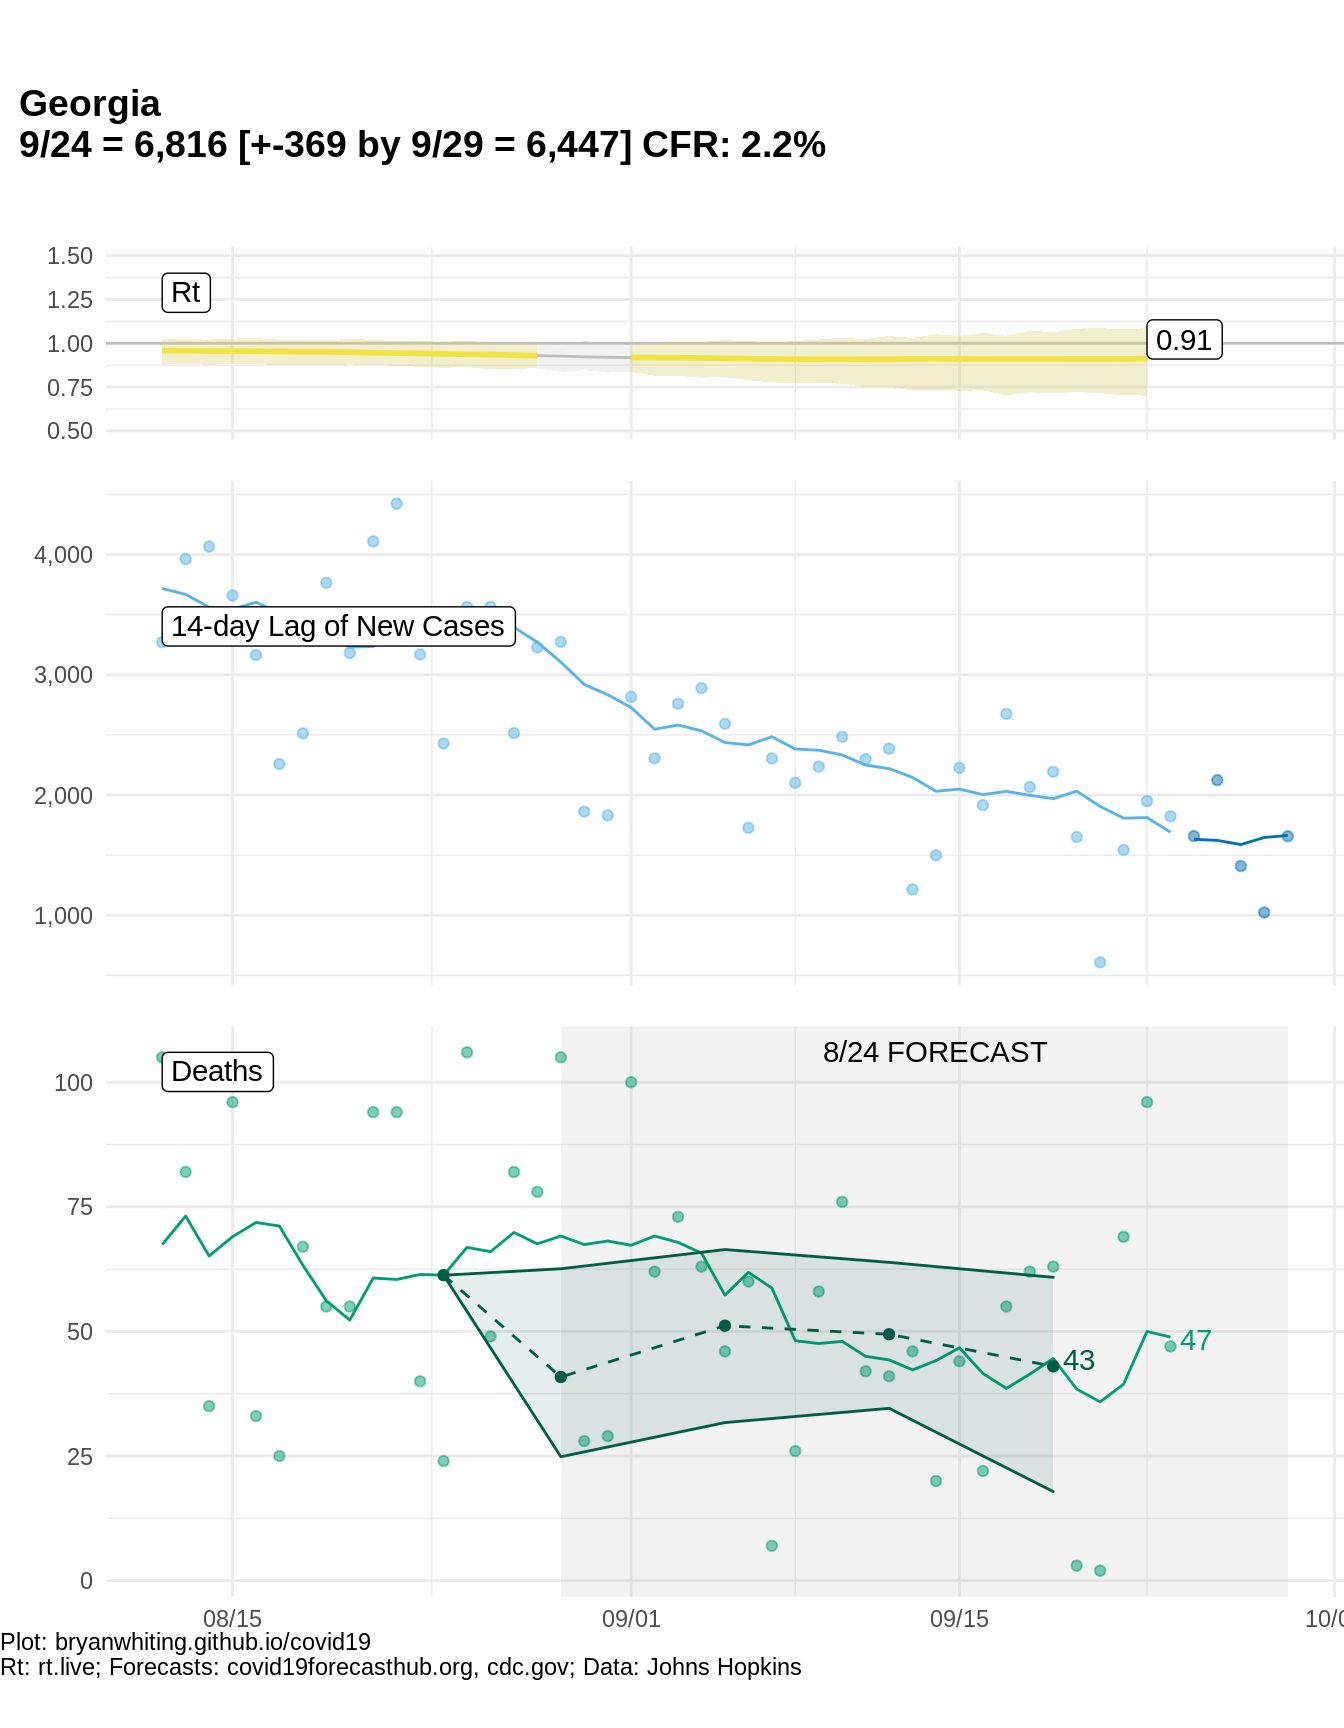 Georgia
9/24 = 6,816 [+-369 by 9/29 = 6,447] CFR: 2.2%
1.50
1.25
1.00
0.75
0.50
Rt
0.91
4,000
3,000
2,000
1,000
14-day Lag of New Cases
8/24 FORECAST
Deaths
100
75
50
25
0
47
43
08/15
09/01
09/15
10/0
Plot: bryanwhiting.github.io/covid19
Rt: rt.live; Forecasts: covid19forecasthub.org, cdc.gov; Data: Johns Hopkins